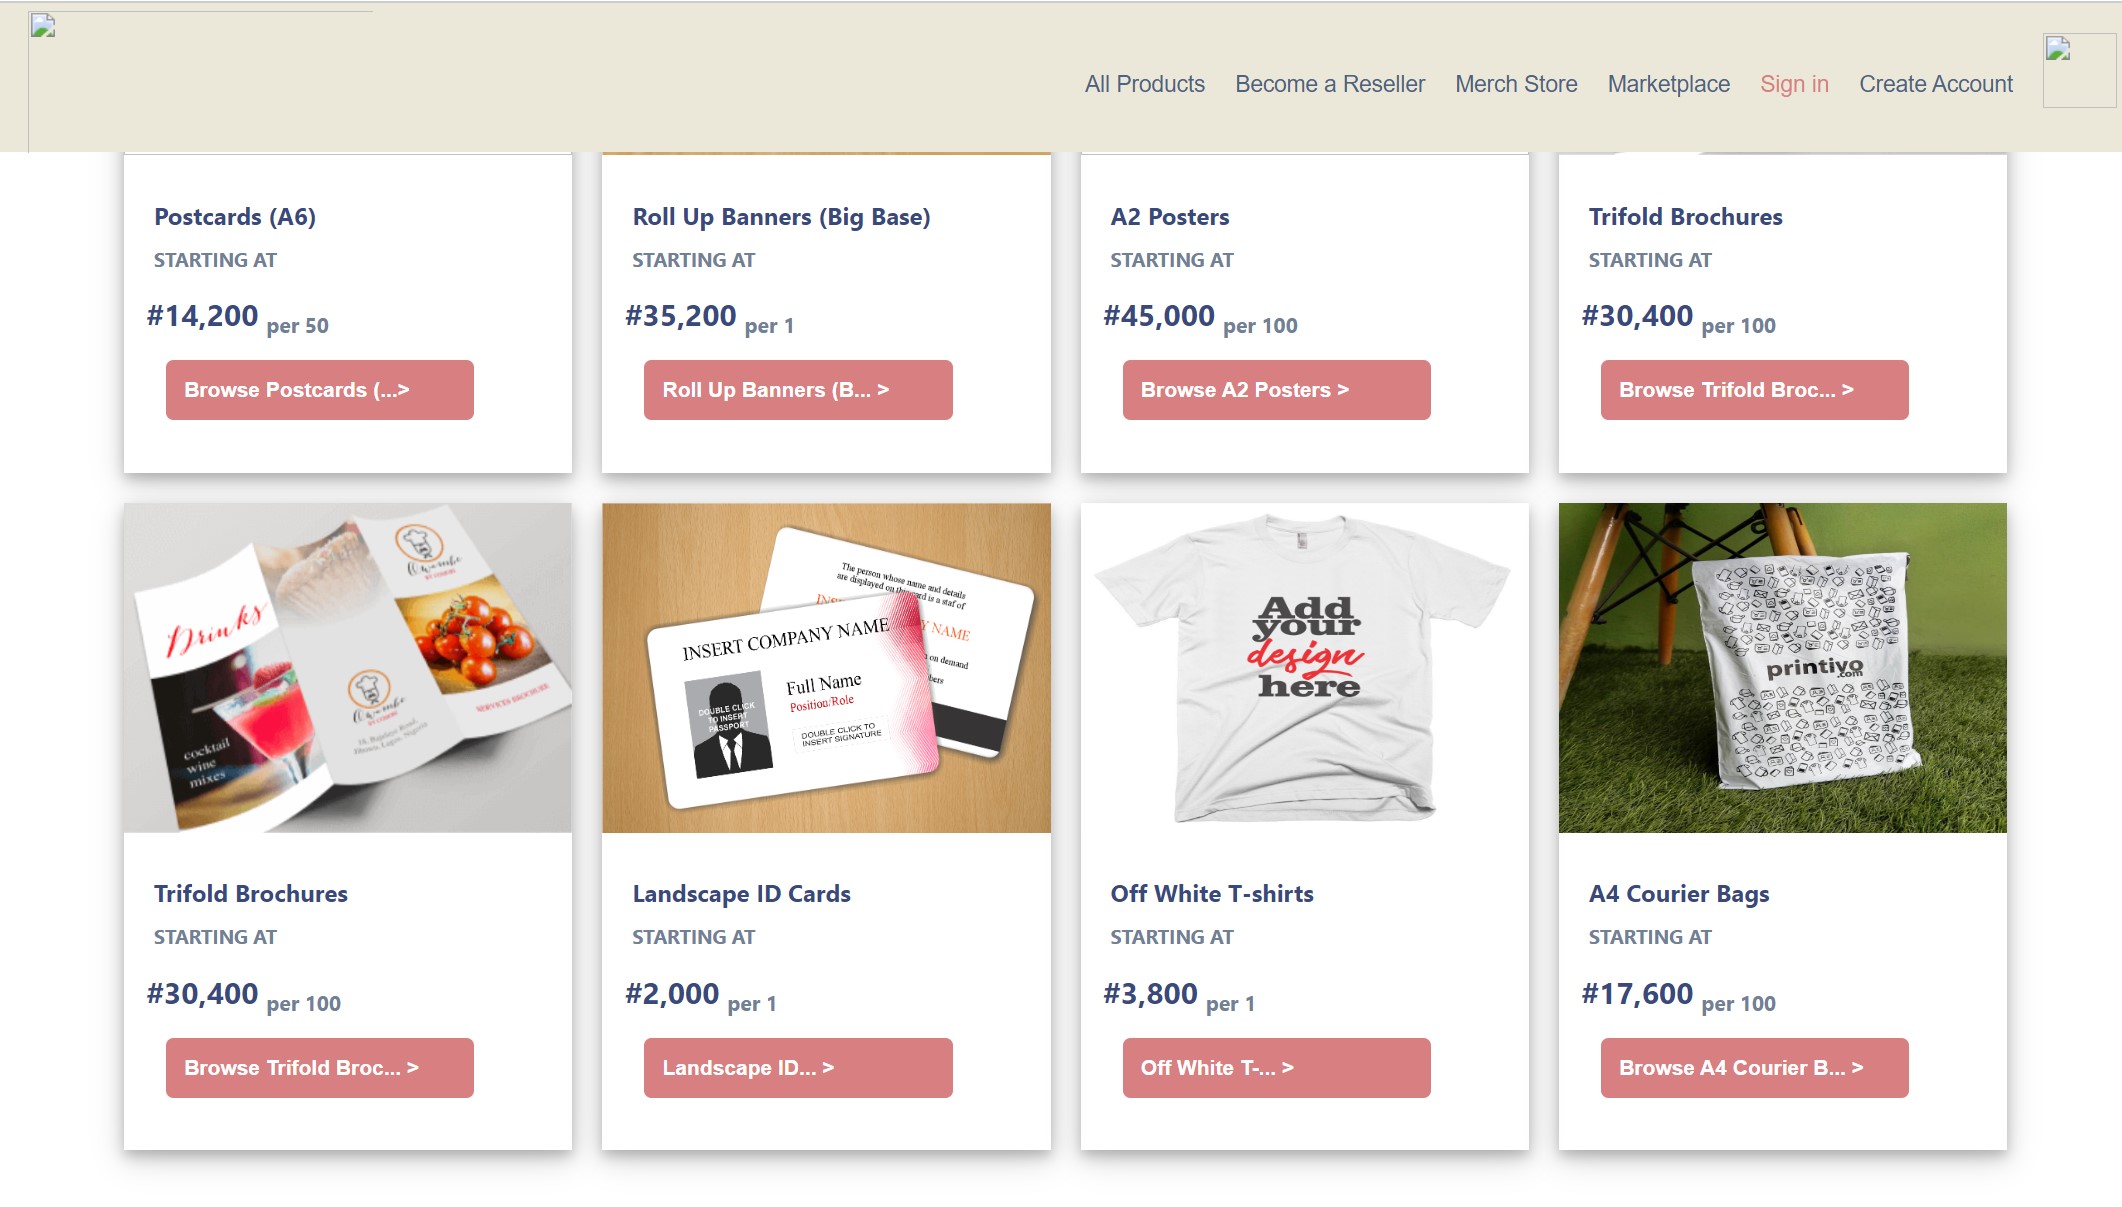 All Products Become a Reseller Merch Store Marketplace Sign in Create Account
Postcards (A6)
STARTING AT
#14,200 per 50
Browse Postcards (...>
Roll Up Banners (Big Base)
STARTING AT
#35,200 per 1
Roll Up Banners (B... >
A2 Posters
STARTING AT
#45,000 per 100
Browse A2 Posters >
Trifold Brochures
STARTING AT
#30,400 per 100
Browse Trifold Broc... >
Drinks
cocktail
wine
mixes
SERVICES BROCHURE
Trifold Brochures
STARTING AT
#30,400 per 100
Browse Trifold Broc... >
The person whose name and details
are displayed on this card is a staf of
Y NAME
on demand
INSERT COMPANY NAME
Full Name
Position/Role
DOUBLE CLICK
TO INSERT
PASSPORT
DOUBLE CLICK TO
INSERT SIGNATURE
Landscape ID Cards
STARTING AT
#2,000 per 1
Landscape ID... >
Add
your
design
here
Off White T-shirts
STARTING AT
#3,800 per 1
Off White T-... >
printivo
.com
A4 Courier Bags
STARTING AT
#17,600 per 100
Browse A4 Courier B... >